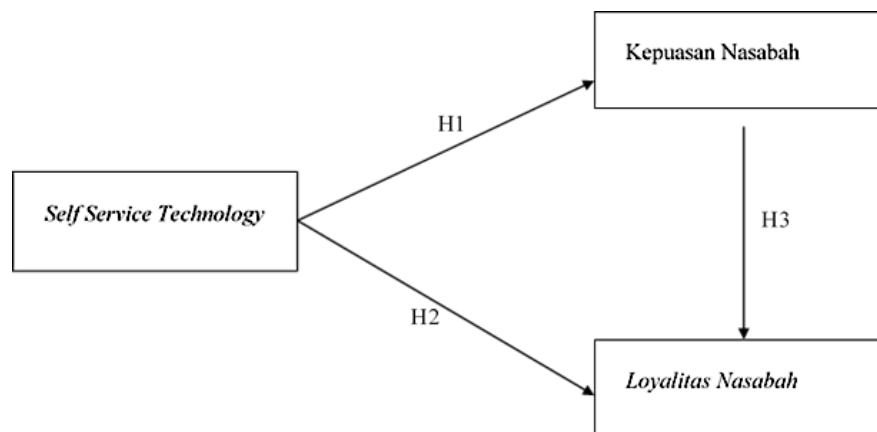 Kepuasan Nasabah
H1
Self Service Technology
H3
H2
Loyalitas Nasabah